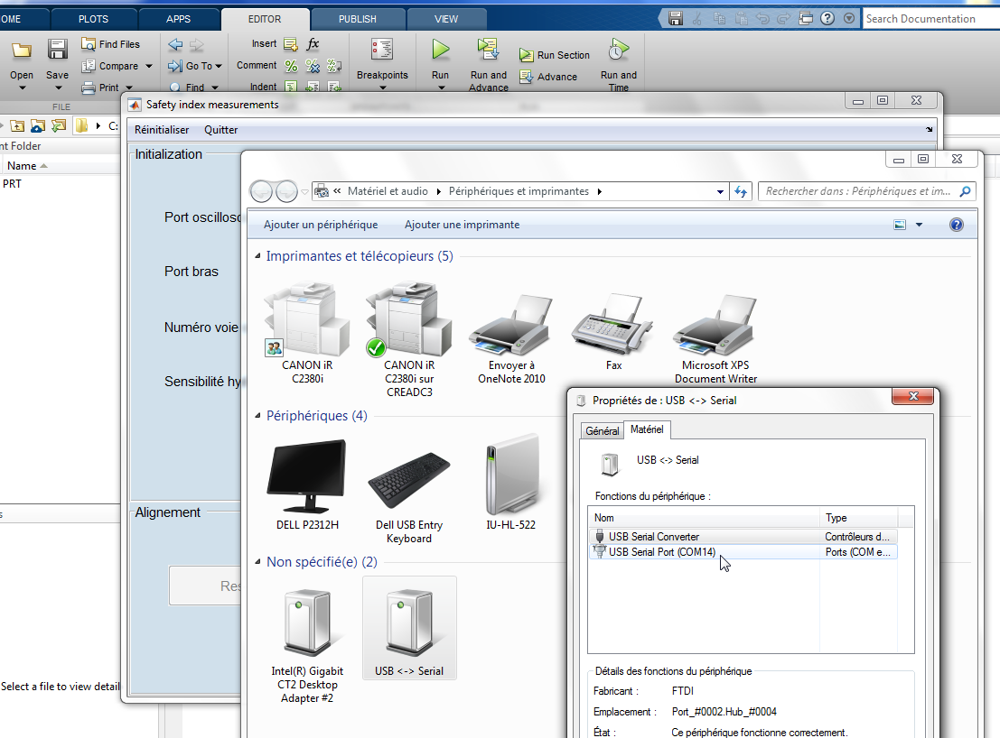 OME PLOTS APPS EDITOR PUBLISH VIEW
Search Documentation
Open
Save
Find Files
Compare
Print
Go To
Find
Insert
Comment
Indent
Breakpoints
Run
Run and Advance
Run Section
Advance
Run and Time
FILE
C:
nt Folder
Name
PRT
s
Select a file to view detail
Safety index measurements
Réinitialiser Quitter
Initialization
Port oscillosc
Port bras
Numéro voie
Sensibilité hy
Alignement
Res
« Matériel et audio Périphériques et imprimantes
Rechercher dans : Périphériques et im...
Ajouter un périphérique Ajouter une imprimante
Imprimantes et télécopieurs (5)
CANON iR
C2380i
CANON iR
C2380i sur
CREADC3
Envoyer à
OneNote 2010
Fax
Microsoft XPS
Document Writer
Périphériques (4)
DELL P2312H
Dell USB Entry
Keyboard
IU-HL-522
Non spécifié(e) (2)
Intel(R) Gigabit
CT2 Desktop
Adapter #2
USB <-> Serial
Propriétés de : USB <-> Serial
Général Matériel
USB <-> Serial
Fonctions du périphérique :
Nom Type
USB Serial Converter Contrôleurs d...
USB Serial Port (COM14) Ports (COM e...
Détails des fonctions du périphérique
Fabricant : FTDI
Emplacement : Port_#0002.Hub_#0004
État : Ce périphérique fonctionne correctement.